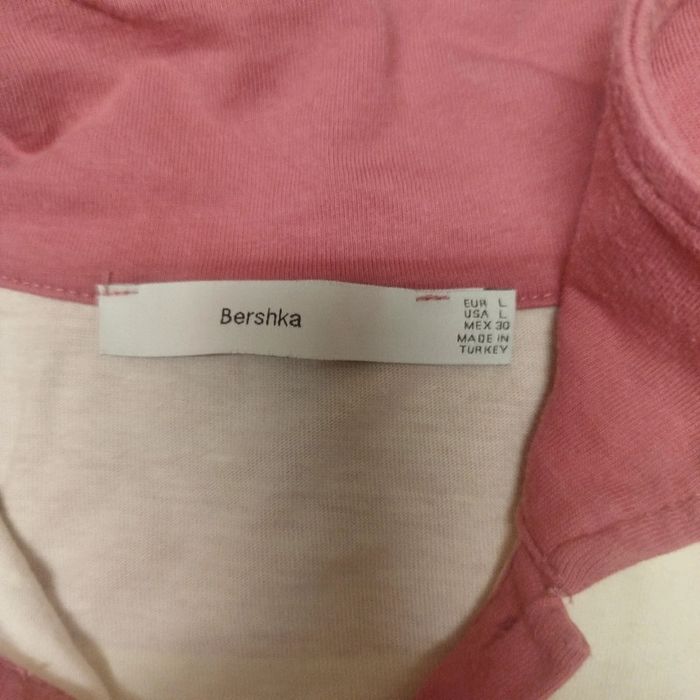 Bershka
EUR L
USA L
MEX 30
MADE IN
TURKEY